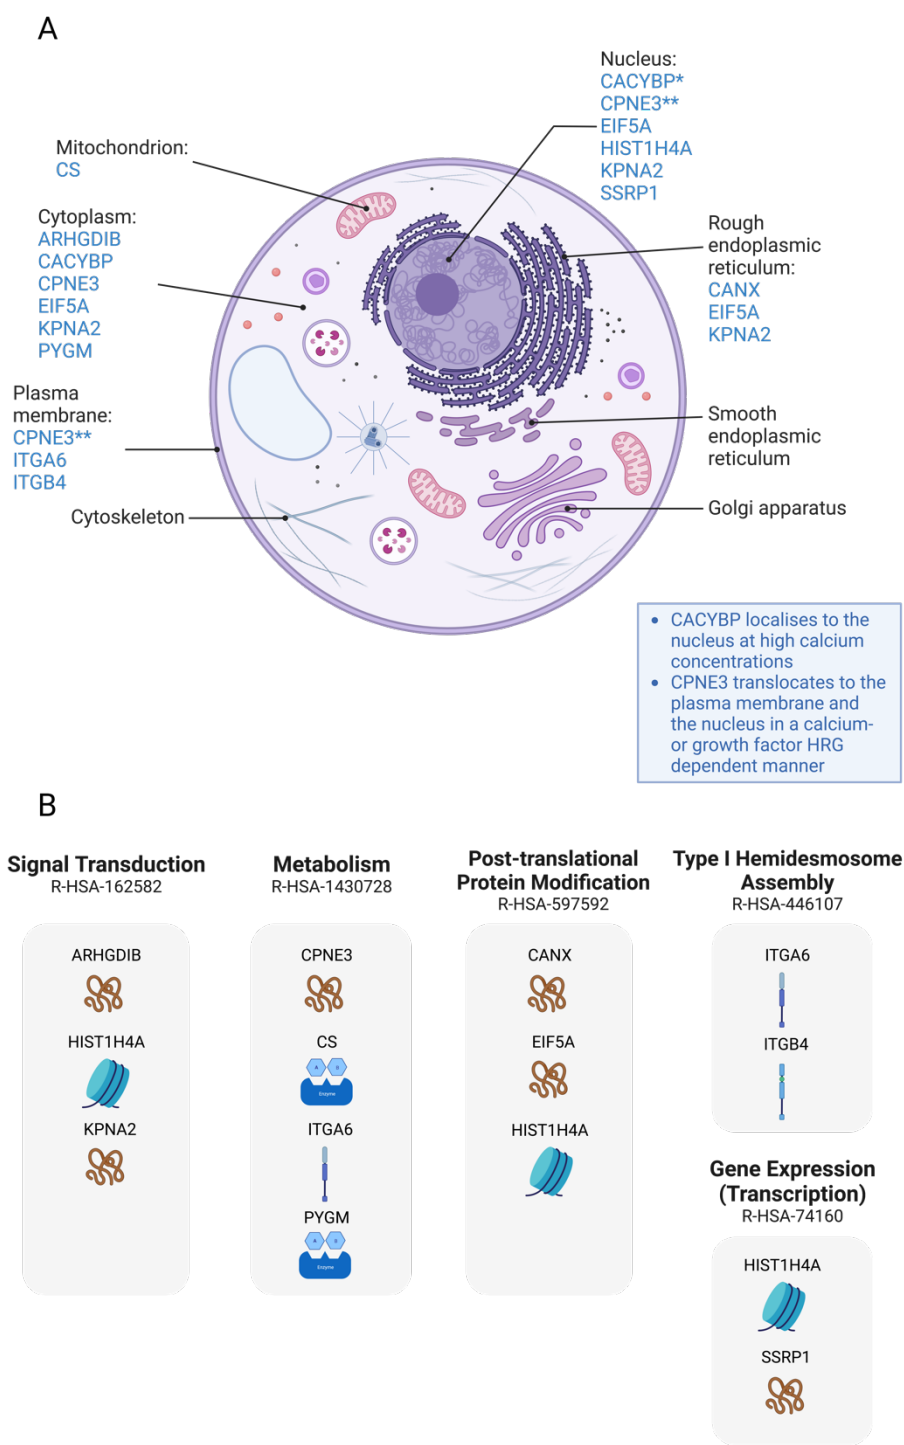 A
Nucleus:
CACYBP*
CPNE3**
EIF5A
HIST1H4A
KPNA2
SSRP1
Mitochondrion:
CS
Cytoplasm:
ARHGDIB
CACYBP
CPNE3
EIF5A
KPNA2
PYGM
Rough
endoplasmic
reticulum:
CANX
EIF5A
KPNA2
Plasma
membrane:
CPNE3**
ITGA6
ITGB4
Smooth
endoplasmic
reticulum
Cytoskeleton
Golgi apparatus
• CACYBP localises to the
nucleus at high calcium
concentrations
• CPNE3 translocates to the
plasma membrane and
the nucleus in a calcium-
or growth factor HRG
dependent manner
B
Signal Transduction
R-HSA-162582
ARHGDIB
HIST1H4A
KPNA2
Metabolism
R-HSA-1430728
CPNE3
CS
A B
Enzyme
ITGA6
PYGM
A B
Enzyme
Post-translational
Protein Modification
R-HSA-597592
CANX
EIF5A
HIST1H4A
Type I Hemidesmosome
Assembly
R-HSA-446107
ITGA6
ITGB4
Gene Expression
(Transcription)
R-HSA-74160
HIST1H4A
SSRP1